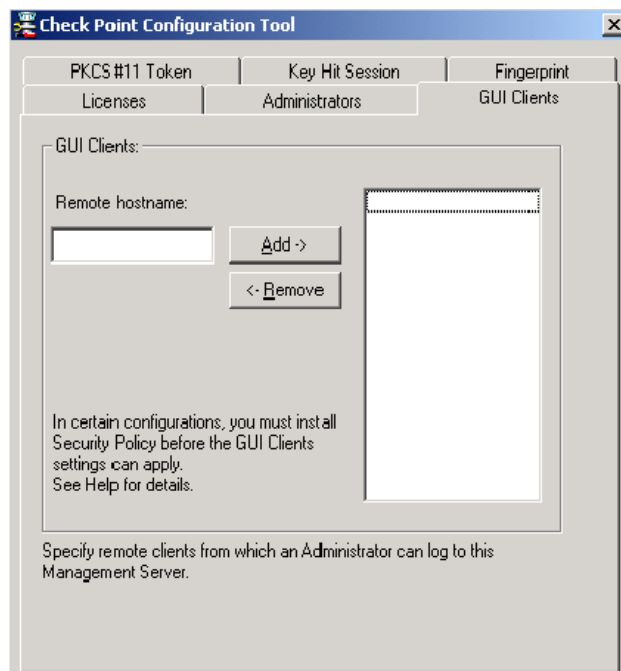 Check Point Configuration Tool
PKCS#11 Token
Key Hit Session
Fingerprint
Licenses
Administrators
GUI Clients
GUI Clients:
Remote hostname:
Add ->
<- Remove
In certain configurations, you must install
Security Policy before the GUI Clients
settings can apply.
See Help for details.
Specify remote clients from which an Administrator can log to this
Management Server.